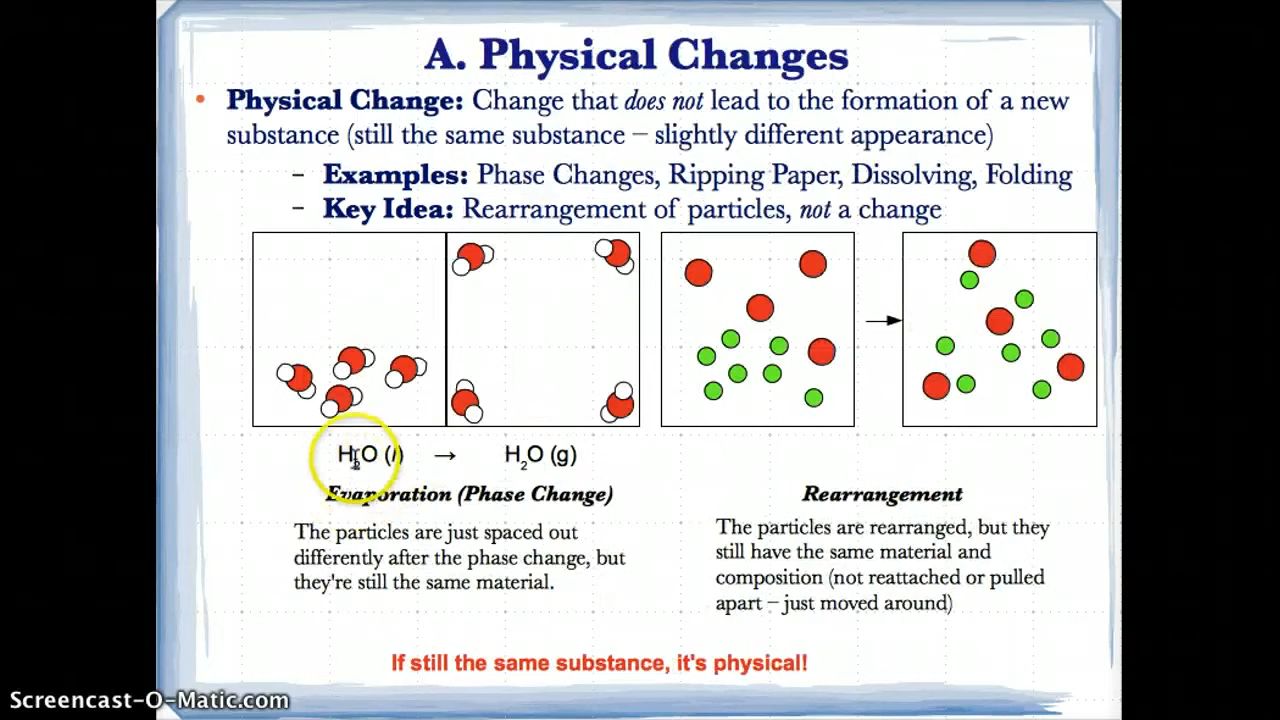 A. Physical Changes
• Physical Change: Change that does not lead to the formation of a new
substance (still the same substance – slightly different appearance)
– Examples: Phase Changes, Ripping Paper, Dissolving, Folding
– Key Idea: Rearrangement of particles, not a change
H₂O (l) → H₂O (g)
Evaporation (Phase Change)
The particles are just spaced out
differently after the phase change, but
they're still the same material.
Rearrangement
The particles are rearranged, but they
still have the same material and
composition (not reattached or pulled
apart – just moved around)
If still the same substance, it's physical!
Screencast-O-Matic.com